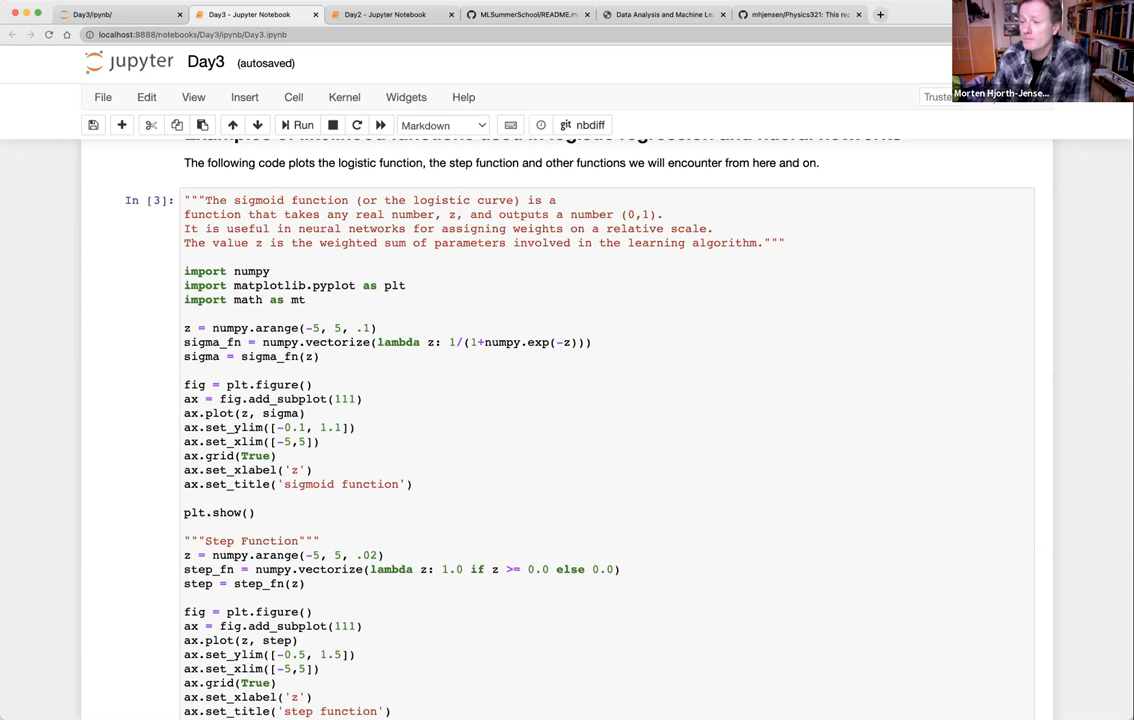 Day3/ipynb/
Day3 - Jupyter Notebook
Day2 - Jupyter Notebook
MLSummerSchool/README.m...
Data Analysis and Machine Le...
mhjensen/Physics321: This rep...
localhost:8888/notebooks/Day3/ipynb/Day3.ipynb
jupyter Day3 (autosaved)
File Edit View Insert Cell Kernel Widgets Help
Truste
Morten Hjorth-Jense...
Run Markdown git nbdiff
The following code plots the logistic function, the step function and other functions we will encounter from here and on.
In [3]:
"""The sigmoid function (or the logistic curve) is a
function that takes any real number, z, and outputs a number (0,1).
It is useful in neural networks for assigning weights on a relative scale.
The value z is the weighted sum of parameters involved in the learning algorithm."""
import numpy
import matplotlib.pyplot as plt
import math as mt
z = numpy.arange(-5, 5, .1)
sigma_fn = numpy.vectorize(lambda z: 1/(1+numpy.exp(-z)))
sigma = sigma_fn(z)
fig = plt.figure()
ax = fig.add_subplot(111)
ax.plot(z, sigma)
ax.set_ylim([-0.1, 1.1])
ax.set_xlim([-5,5])
ax.grid(True)
ax.set_xlabel('z')
ax.set_title('sigmoid function')
plt.show()
"""Step Function"""
z = numpy.arange(-5, 5, .02)
step_fn = numpy.vectorize(lambda z: 1.0 if z >= 0.0 else 0.0)
step = step_fn(z)
fig = plt.figure()
ax = fig.add_subplot(111)
ax.plot(z, step)
ax.set_ylim([-0.5, 1.5])
ax.set_xlim([-5,5])
ax.grid(True)
ax.set_xlabel('z')
ax.set_title('step function')